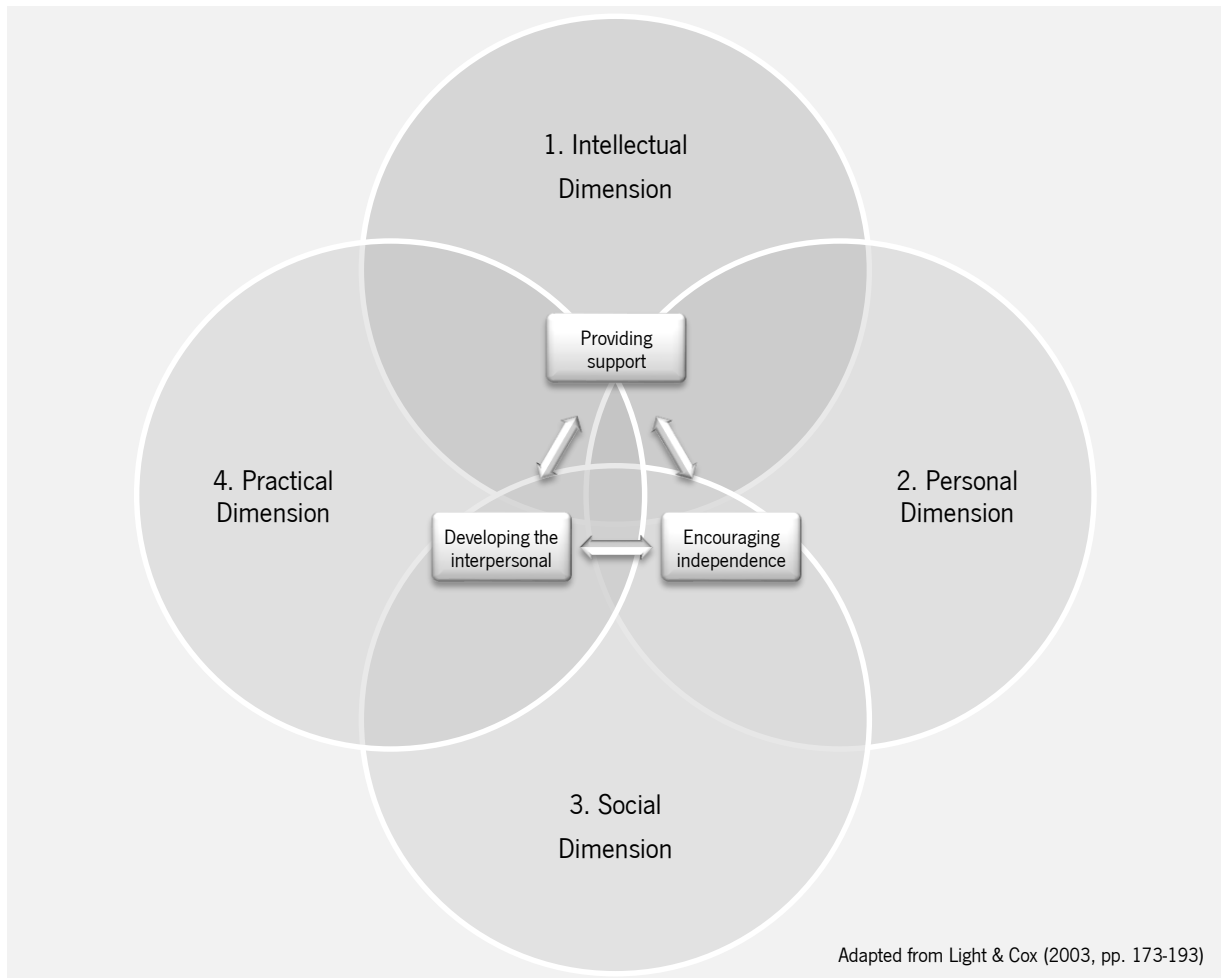 1. Intellectual
Dimension
Providing
support
4. Practical
Dimension
2. Personal
Dimension
Developing the
interpersonal
Encouraging
independence
3. Social
Dimension
Adapted from Light & Cox (2003, pp. 173-193)